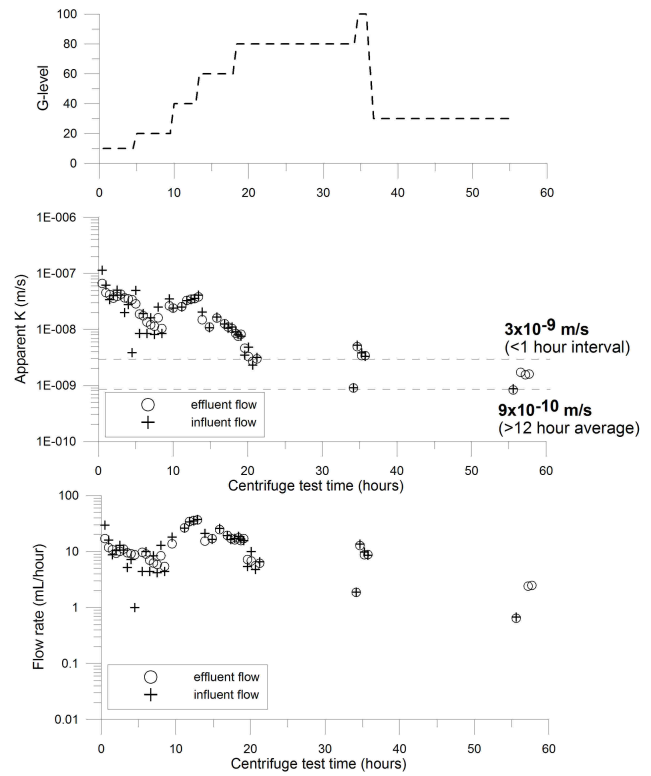 100
80
60
40
20
0
G-level
0 10 20 30 40 50 60
1E-006
1E-007
1E-008
1E-009
1E-010
Apparent K (m/s)
3x10-9 m/s
(<1 hour interval)
9x10-10 m/s
(>12 hour average)
effluent flow
influent flow
0 10 20 30 40 50 60
Centrifuge test time (hours)
100
10
1
0.1
0.01
Flow rate (mL/hour)
effluent flow
influent flow
0 10 20 30 40 50 60
Centrifuge test time (hours)